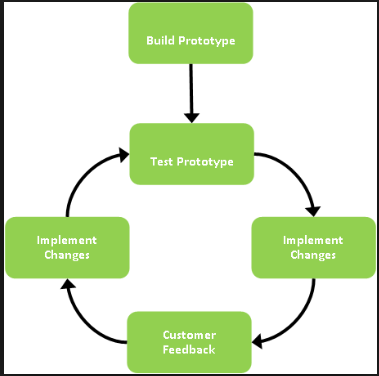 Build Prototype
Test Prototype
Implement
Changes
Implement
Changes
Customer
Feedback